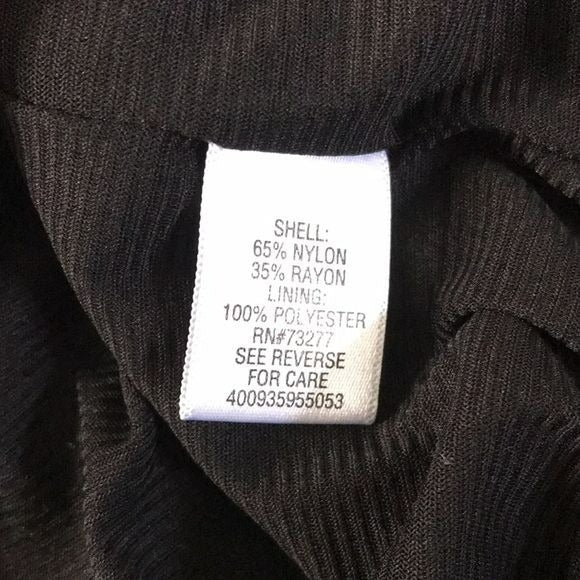 SHELL:
65% NYLON
35% RAYON
LINING:
100% POLYESTER
RN#73277
SEE REVERSE
FOR CARE
400935955053